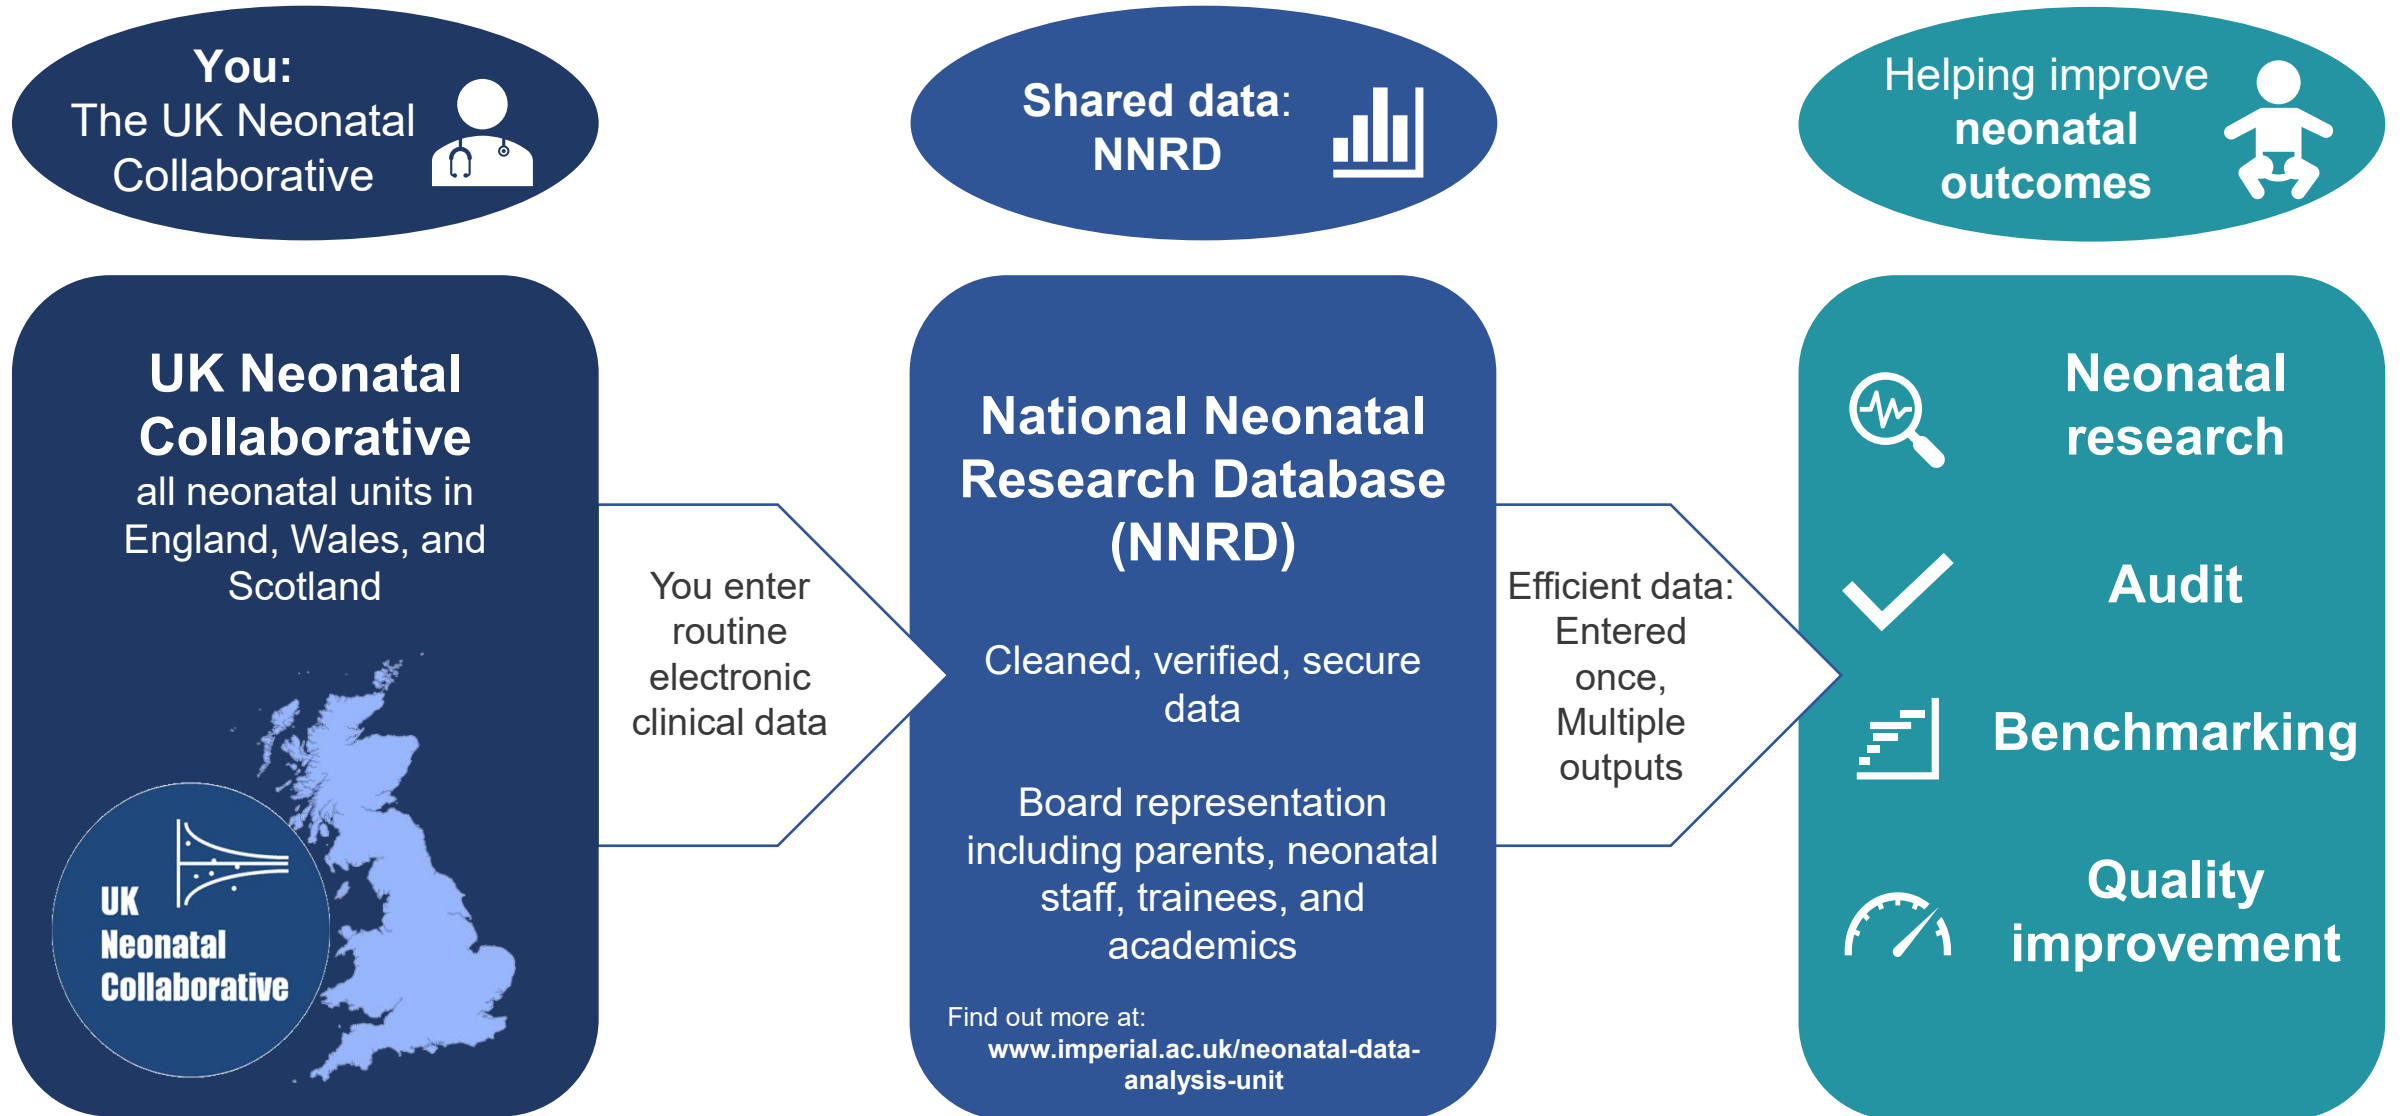 You:
The UK Neonatal
Collaborative
Shared data:
NNRD
Helping improve
neonatal
outcomes
UK Neonatal
Collaborative
all neonatal units in
England, Wales, and
Scotland
UK
Neonatal
Collaborative
You enter
routine
electronic
clinical data
National Neonatal
Research Database
(NNRD)
Cleaned, verified, secure
data
Board representation
including parents, neonatal
staff, trainees, and
academics
Find out more at:
www.imperial.ac.uk/neonatal-data-
analysis-unit
Efficient data:
Entered
once,
Multiple
outputs
Neonatal
research
Audit
Benchmarking
Quality
improvement